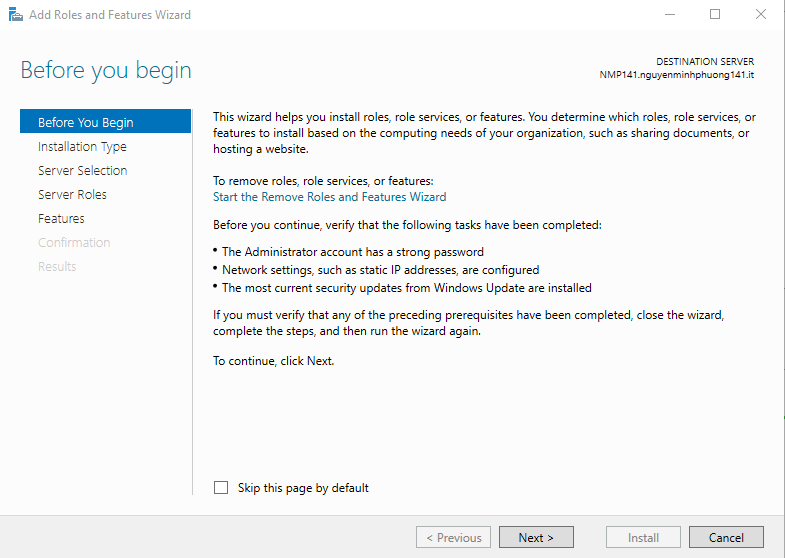 Add Roles and Features Wizard
Before you begin
DESTINATION SERVER
NMP141.nguyenminhphuong141.it
Before You Begin
Installation Type
Server Selection
Server Roles
Features
Confirmation
Results
This wizard helps you install roles, role services, or features. You determine which roles, role services, or
features to install based on the computing needs of your organization, such as sharing documents, or
hosting a website.
To remove roles, role services, or features:
Start the Remove Roles and Features Wizard
Before you continue, verify that the following tasks have been completed:
• The Administrator account has a strong password
• Network settings, such as static IP addresses, are configured
• The most current security updates from Windows Update are installed
If you must verify that any of the preceding prerequisites have been completed, close the wizard,
complete the steps, and then run the wizard again.
To continue, click Next.
Skip this page by default
< Previous
Next >
Install
Cancel